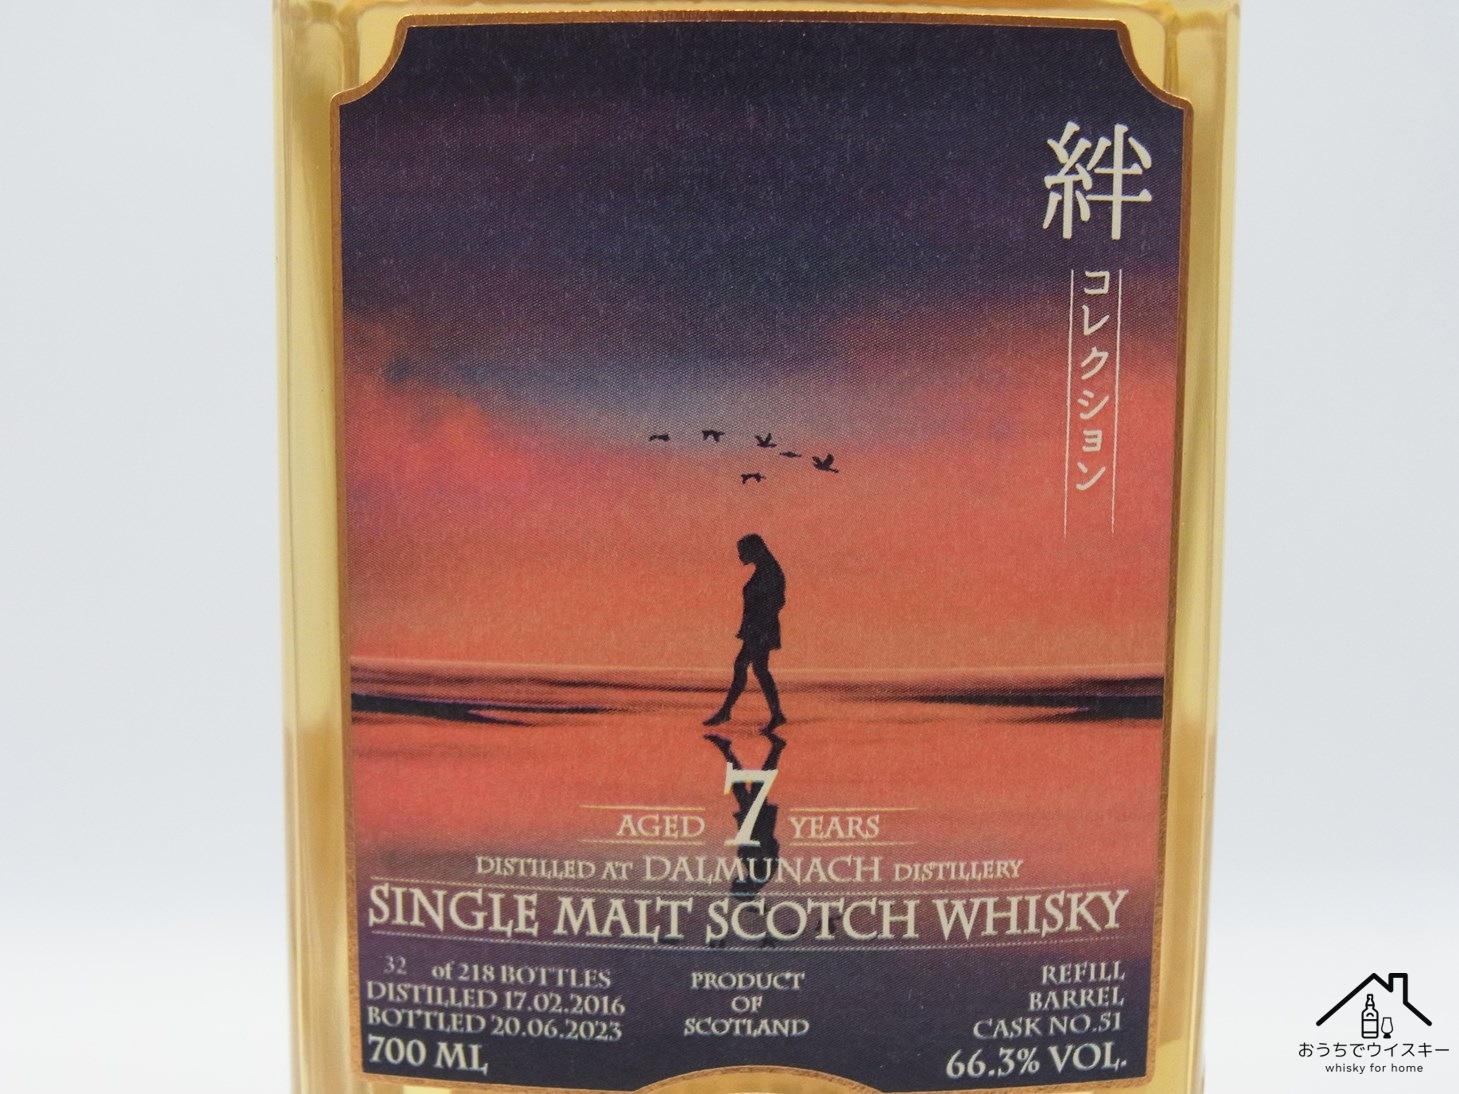 絆
コレクション
AGED 7 YEARS
DISTILLED AT DALMUNACH DISTILLERY
SINGLE MALT SCOTCH WHISKY
32 of 218 BOTTLES
DISTILLED 17.02.2016
BOTTLED 20.06.2023
700 ML
PRODUCT
OF
SCOTLAND
REFILL
BARREL
CASK NO.51
66.3% VOL.
おうちでウイスキー
whisky for home